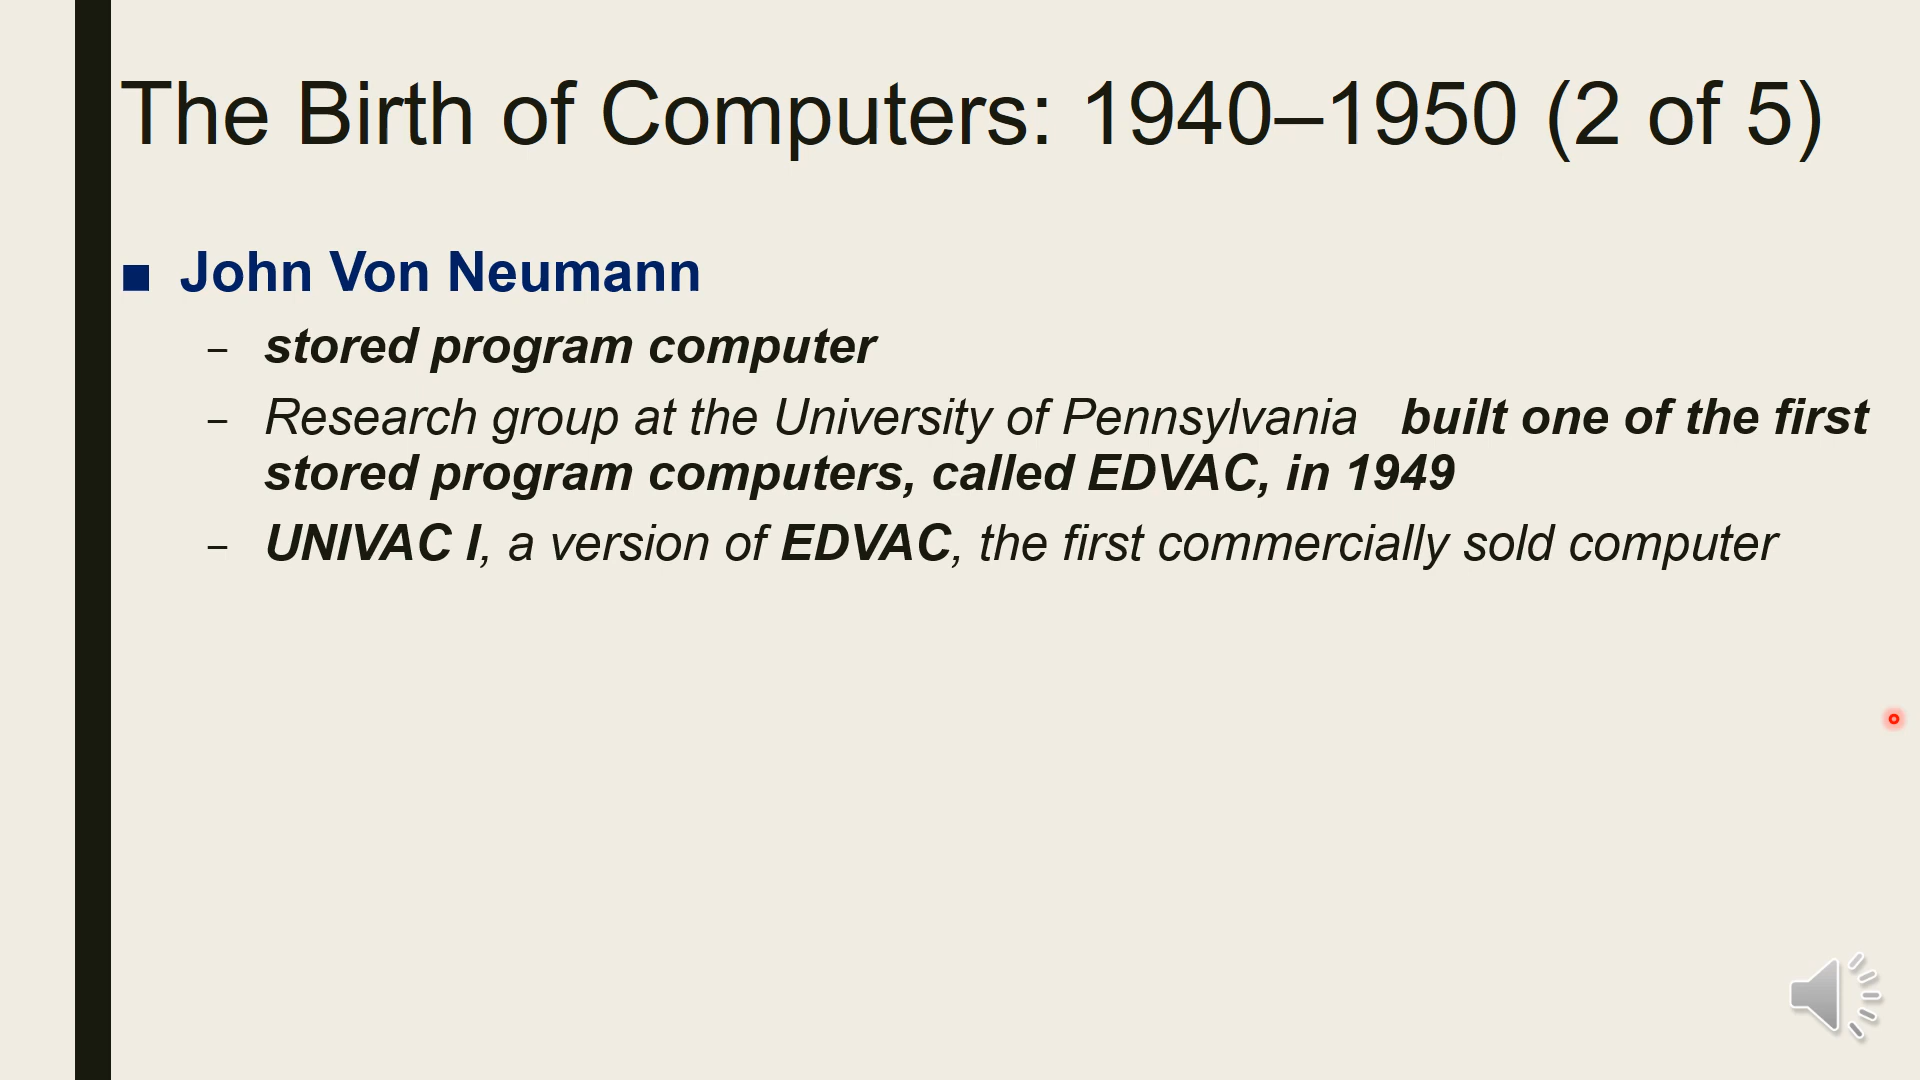 The Birth of Computers: 1940–1950 (2 of 5)
■ John Von Neumann
– stored program computer
– Research group at the University of Pennsylvania built one of the first
stored program computers, called EDVAC, in 1949
– UNIVAC I, a version of EDVAC, the first commercially sold computer